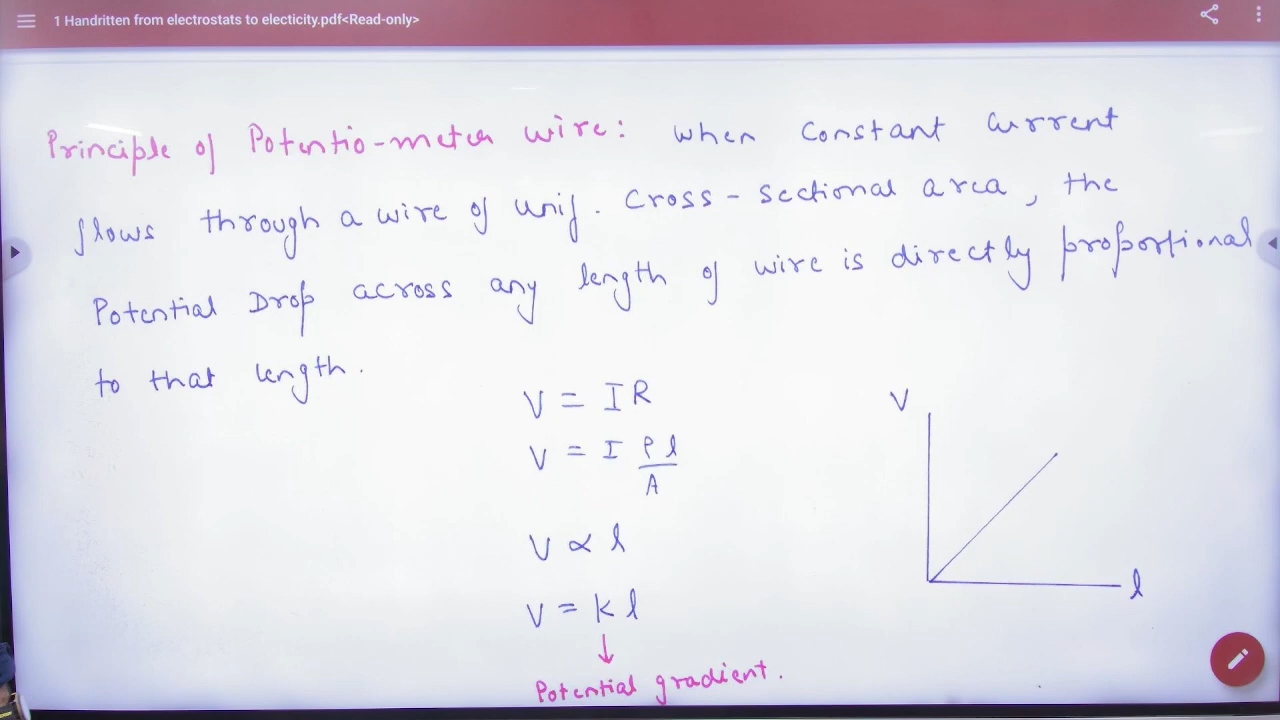 1 Handritten from electrostats to electicity.pdf<Read-only>
Principle of Potentio-meter wire: when constant current
flows through a wire of unif. cross-sectional area, the
Potential Drop across any length of wire is directly proportional
to that length.
V = IR
V = I ρl/A
V ∝ l
V = Kl
↓
Potential gradient.
V
l